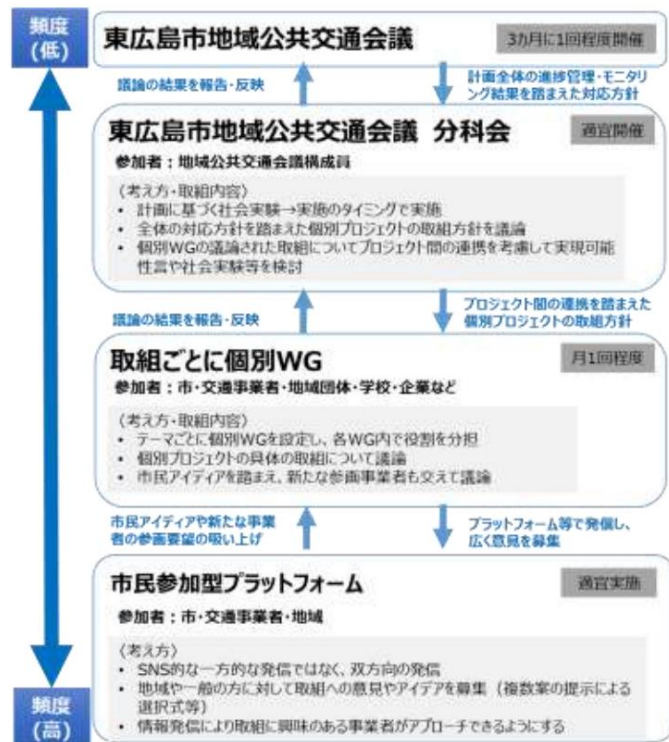 頻度
(低)
東広島市地域公共交通会議
3カ月に1回程度開催
議論の結果を報告・反映
計画全体の進捗管理・モニタリ
ング結果を踏まえた対応方針
東広島市地域公共交通会議 分科会
適宜開催
参加者：地域公共交通会議構成員
（考え方・取組内容）
• 計画に基づく社会実験→実施のタイミングで実施
• 全体の対応方針を踏まえた個別プロジェクトの取組方針を議論
• 個別WGの議論された取組についてプロジェクト間の連携を考慮して実現可能
性言や社会実験等を検討
議論の結果を報告・反映
プロジェクト間の連携を踏まえた
個別プロジェクトの取組方針
取組ごとに個別WG
月1回程度
参加者：市・交通事業者・地域団体・学校・企業など
（考え方・取組内容）
• テーマごとに個別WGを設定し、各WG内で役割を分担
• 個別プロジェクトの具体の取組について議論
• 市民アイディアを踏まえ、新たな参画事業者も交えて議論
市民アイディアや新たな事業
者の参画要望の吸い上げ
プラットフォーム等で発信し、
広く意見を募集
市民参加型プラットフォーム
適宜実施
参加者：市・交通事業者・地域
（考え方）
• SNS的な一方的な発信ではなく、双方向の発信
• 地域や一般の方に対して取組への意見やアイデアを募集（複数案の提示による
選択式等）
• 情報発信により取組に興味のある事業者がアプローチできるようにする
頻度
(高)